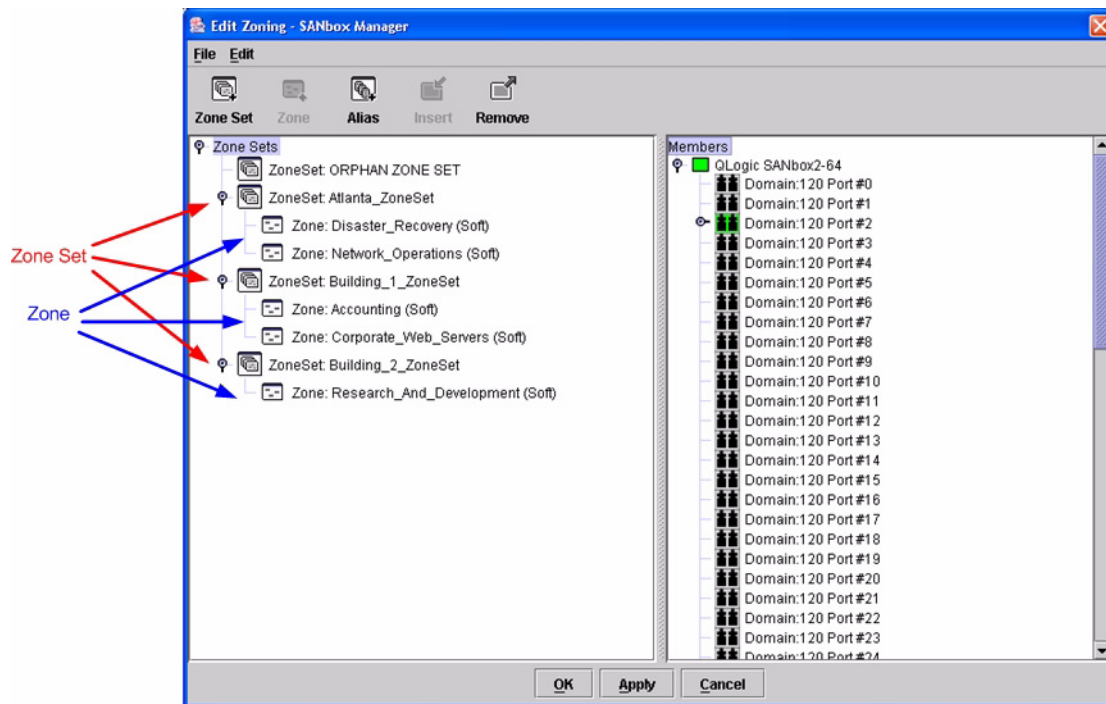 Edit Zoning - SANbox Manager
File Edit
Zone Set Zone Alias Insert Remove
Zone Sets
ZoneSet: ORPHAN ZONE SET
ZoneSet: Atlanta_ZoneSet
Zone: Disaster_Recovery (Soft)
Zone: Network_Operations (Soft)
ZoneSet: Building_1_ZoneSet
Zone: Accounting (Soft)
Zone: Corporate_Web_Servers (Soft)
ZoneSet: Building_2_ZoneSet
Zone: Research_And_Development (Soft)
Zone Set
Zone
Members
QLogic SANbox2-64
Domain:120 Port #0
Domain:120 Port #1
Domain:120 Port #2
Domain:120 Port #3
Domain:120 Port #4
Domain:120 Port #5
Domain:120 Port #6
Domain:120 Port #7
Domain:120 Port #8
Domain:120 Port #9
Domain:120 Port #10
Domain:120 Port #11
Domain:120 Port #12
Domain:120 Port #13
Domain:120 Port #14
Domain:120 Port #15
Domain:120 Port #16
Domain:120 Port #17
Domain:120 Port #18
Domain:120 Port #19
Domain:120 Port #20
Domain:120 Port #21
Domain:120 Port #22
Domain:120 Port #23
Domain:120 Port #24
OK Apply Cancel